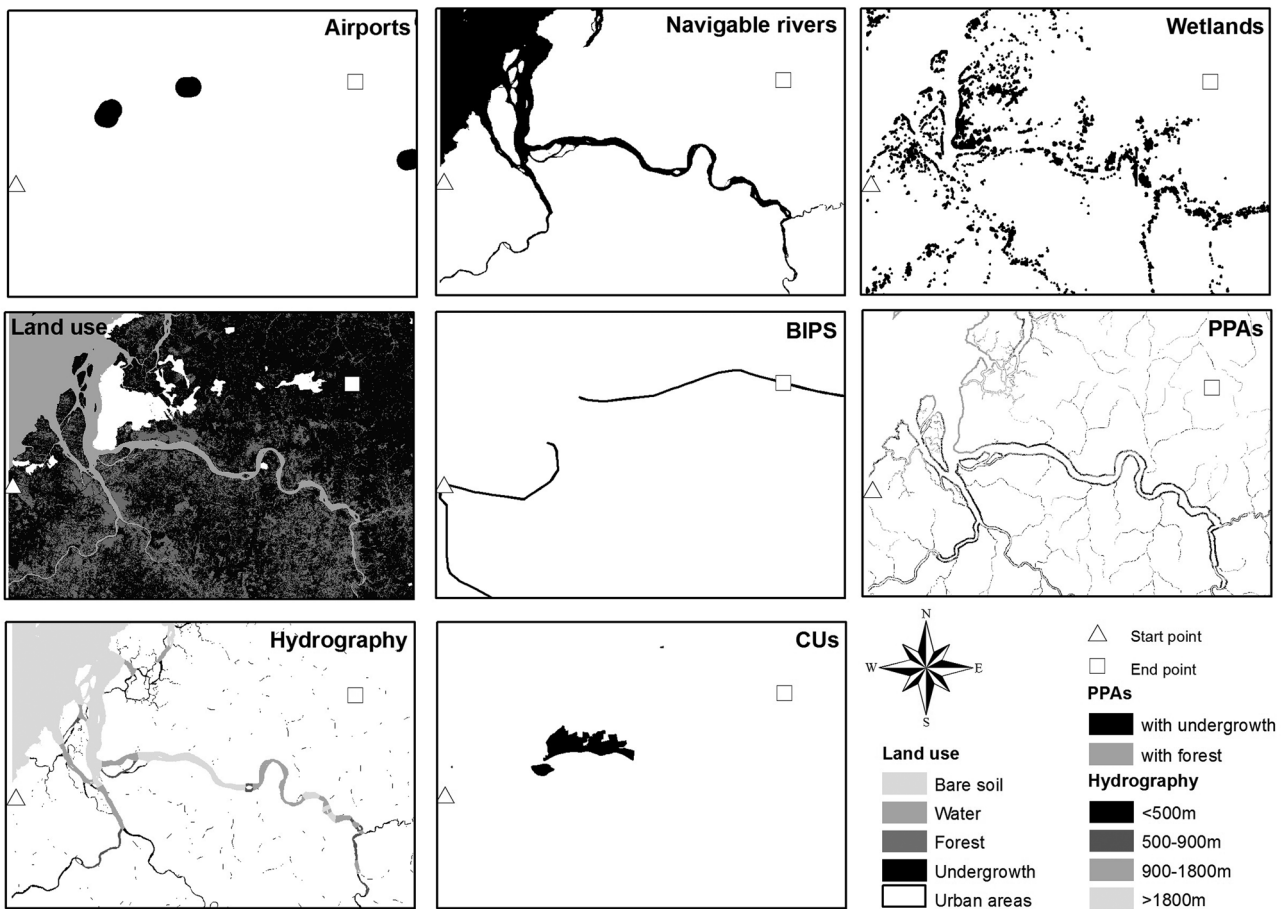 Airports
Navigable rivers
Wetlands
Land use
BIPS
PPAs
Hydrography
CUs
N
W
E
S
Start point
End point
PPAs
with undergrowth
with forest
Hydrography
<500m
500-900m
900-1800m
>1800m
Land use
Bare soil
Water
Forest
Undergrowth
Urban areas